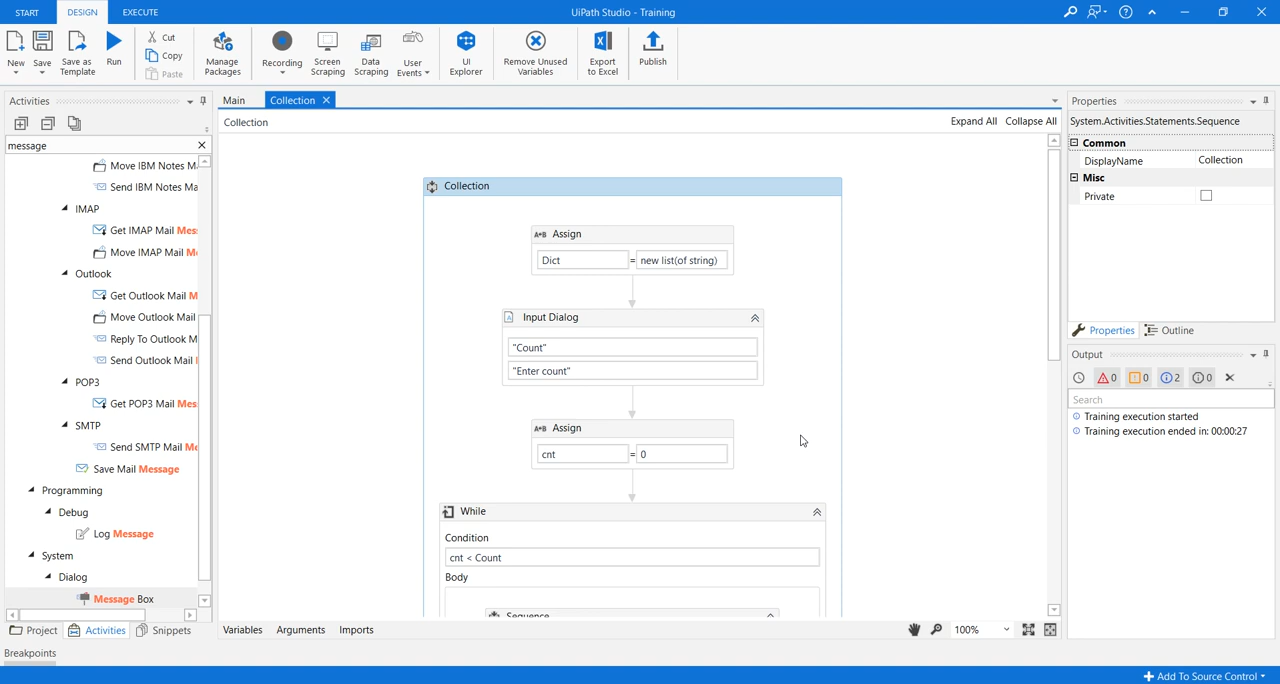 START DESIGN EXECUTE UiPath Studio - Training
New Save Save as Template Run Cut Copy Paste Manage Packages Recording Screen Scraping Data Scraping User Events UI Explorer Remove Unused Variables Export to Excel Publish
Activities
message
Move IBM Notes M
Send IBM Notes Ma
IMAP
Get IMAP Mail Mes
Move IMAP Mail M
Outlook
Get Outlook Mail M
Move Outlook Mail
Reply To Outlook M
Send Outlook Mail
POP3
Get POP3 Mail Mes
SMTP
Send SMTP Mail Me
Save Mail Message
Programming
Debug
Log Message
System
Dialog
Message Box
Project Activities Snippets
Main Collection
Collection Expand All Collapse All
Collection
A+B Assign
Dict = new list(of string)
Input Dialog
"Count"
"Enter count"
A+B Assign
cnt = 0
While
Condition
cnt < Count
Body
Sequence
Variables Arguments Imports 100%
Properties
System.Activities.Statements.Sequence
Common
DisplayName Collection
Misc
Private
Properties Outline
Output
0 0 2 0
Search
Training execution started
Training execution ended in: 00:00:27
Breakpoints
Add To Source Control